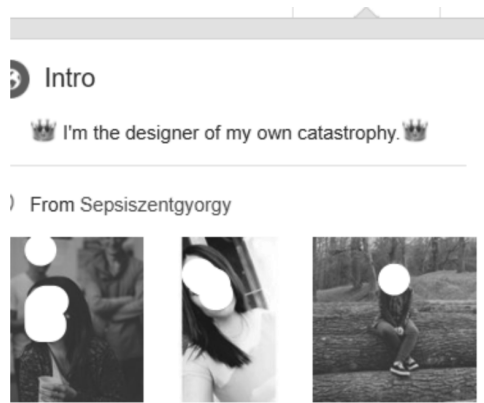 Intro
👑 I'm the designer of my own catastrophy. 👑
From Sepsiszentgyorgy